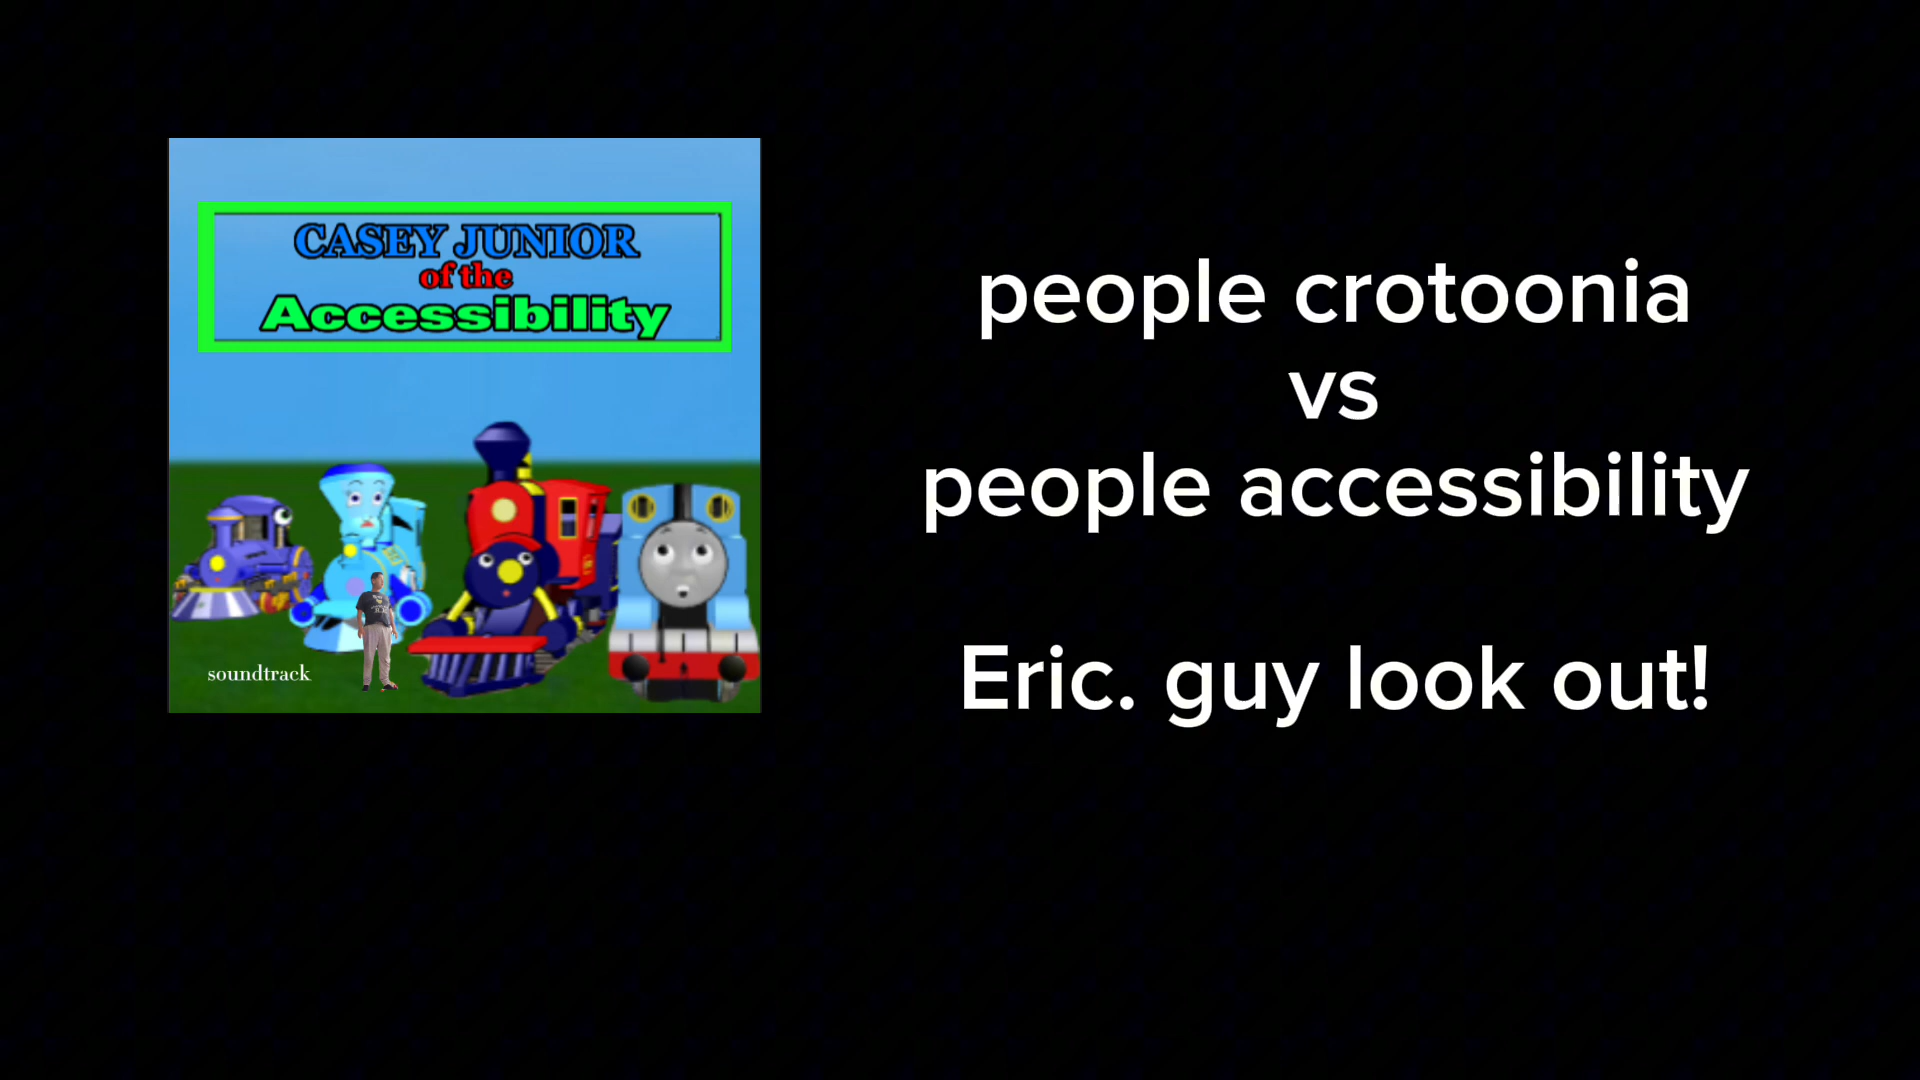 CASEY JUNIOR
of the
Accessibility
soundtrack
people crotoonia
vs
people accessibility
Eric. guy look out!